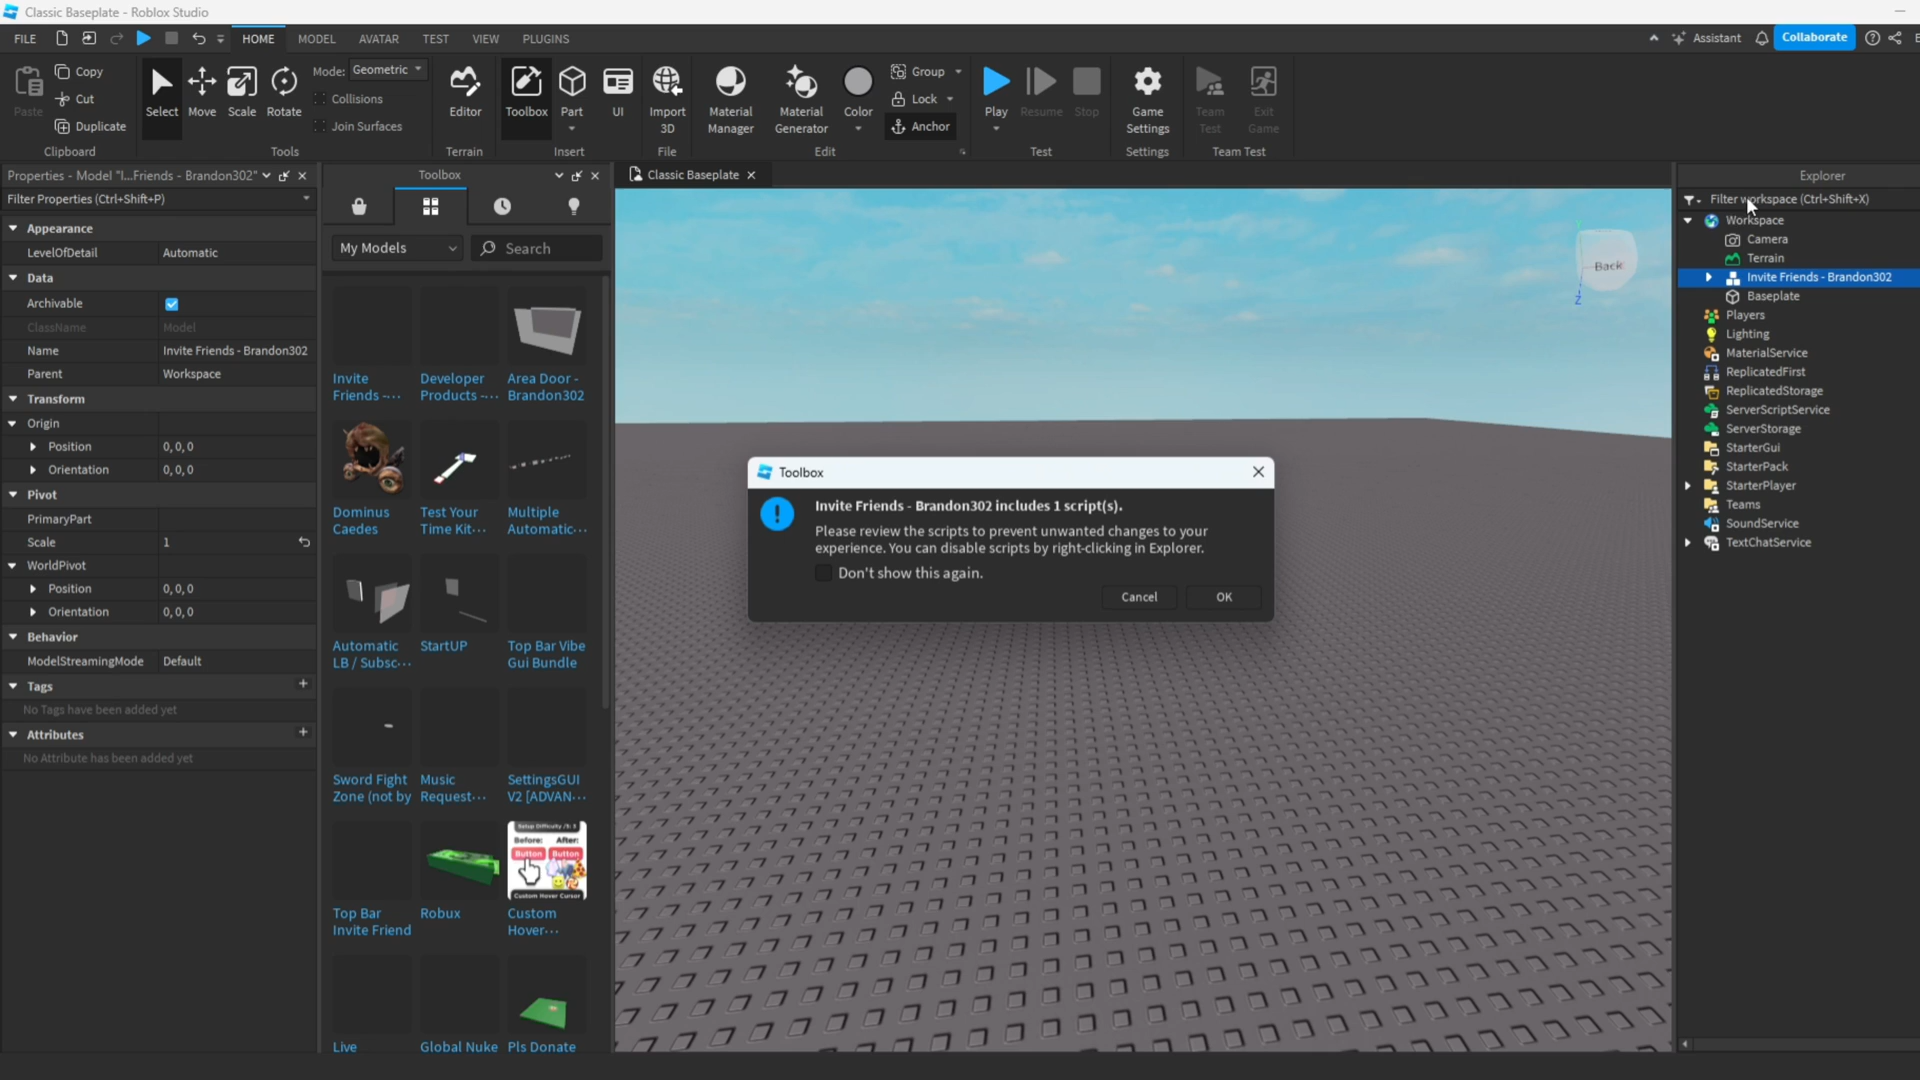 Classic Baseplate - Roblox Studio
FILE
HOME
MODEL
AVATAR
TEST
VIEW
PLUGINS
Assistant
Collaborate
Paste
Copy
Cut
Duplicate
Clipboard
Select
Move
Scale
Rotate
Mode:
Geometric
Collisions
Join Surfaces
Tools
Editor
Terrain
Toolbox
Part
UI
Insert
Import
3D
File
Material
Manager
Material
Generator
Color
Group
Lock
Anchor
Edit
Play
Resume
Stop
Test
Game
Settings
Settings
Team
Test
Exit
Game
Team Test
Properties - Model "I...Friends - Brandon302"
Filter Properties (Ctrl+Shift+P)
Appearance
LevelOfDetail Automatic
Data
Archivable
ClassName Model
Name Invite Friends - Brandon302
Parent Workspace
Transform
Origin
Position 0, 0, 0
Orientation 0, 0, 0
Pivot
PrimaryPart
Scale 1
WorldPivot
Position 0, 0, 0
Orientation 0, 0, 0
Behavior
ModelStreamingMode Default
Tags
No Tags have been added yet
Attributes
No Attribute has been added yet
Toolbox
My Models
Search
Invite
Friends -...
Developer
Products -...
Area Door -
Brandon302
Dominus
Caedes
Test Your
Time Kit...
Multiple
Automatic...
Automatic
LB / Subsc...
StartUP
Top Bar Vibe
Gui Bundle
Sword Fight
Zone (not by
Music
Request...
SettingsGUI
V2 [ADVAN...
Setup Difficulty /5: 3
Before: After:
Button Button
Custom Hover Cursor
Top Bar
Invite Friend
Robux
Custom
Hover...
Live
Global Nuke
Pls Donate
Classic Baseplate
Back
Z
Toolbox
Invite Friends - Brandon302 includes 1 script(s).
Please review the scripts to prevent unwanted changes to your
experience. You can disable scripts by right-clicking in Explorer.
Don't show this again.
Cancel
OK
Explorer
Filter workspace (Ctrl+Shift+X)
Workspace
Camera
Terrain
Invite Friends - Brandon302
Baseplate
Players
Lighting
MaterialService
ReplicatedFirst
ReplicatedStorage
ServerScriptService
ServerStorage
StarterGui
StarterPack
StarterPlayer
Teams
SoundService
TextChatService